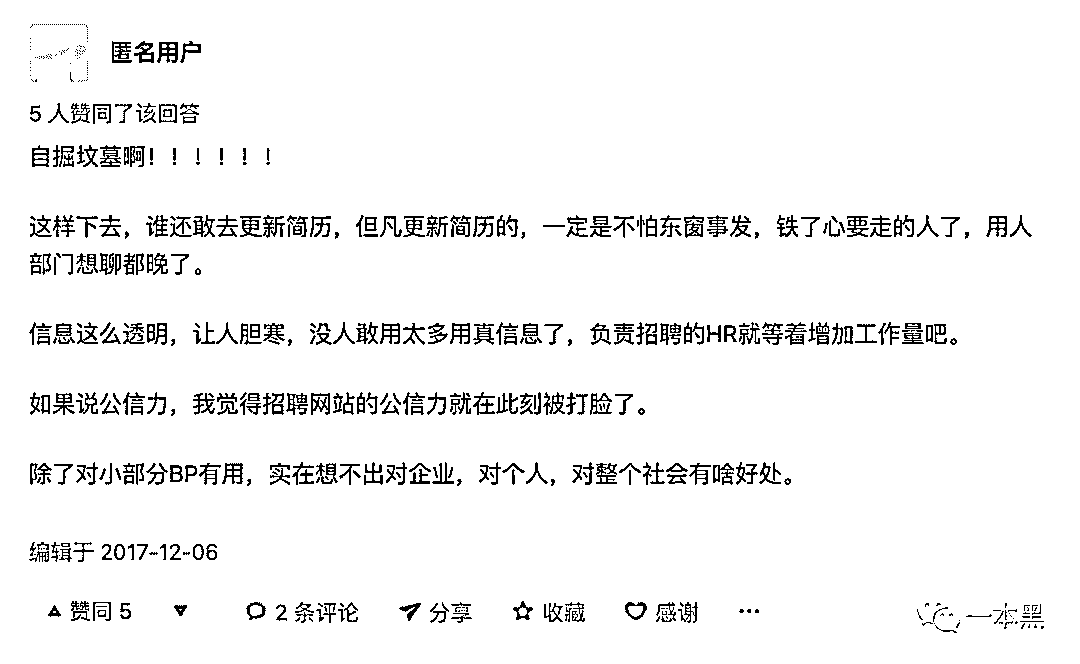 匿名用户
5 人赞同了该回答
自掘坟墓啊！！！！！！
这样下去，谁还敢去更新简历，但凡更新简历的，一定是不怕东窗事发，铁了心要走的人了，用人
部门想聊都晚了。
信息这么透明，让人胆寒，没人敢用太多用真信息了，负责招聘的HR就等着增加工作量吧。
如果说公信力，我觉得招聘网站的公信力就在此刻被打脸了。
除了对小部分BP有用，实在想不出对企业，对个人，对整个社会有啥好处。
编辑于 2017-12-06
赞同 5 2 条评论 分享 收藏 感谢 ···
一本黑